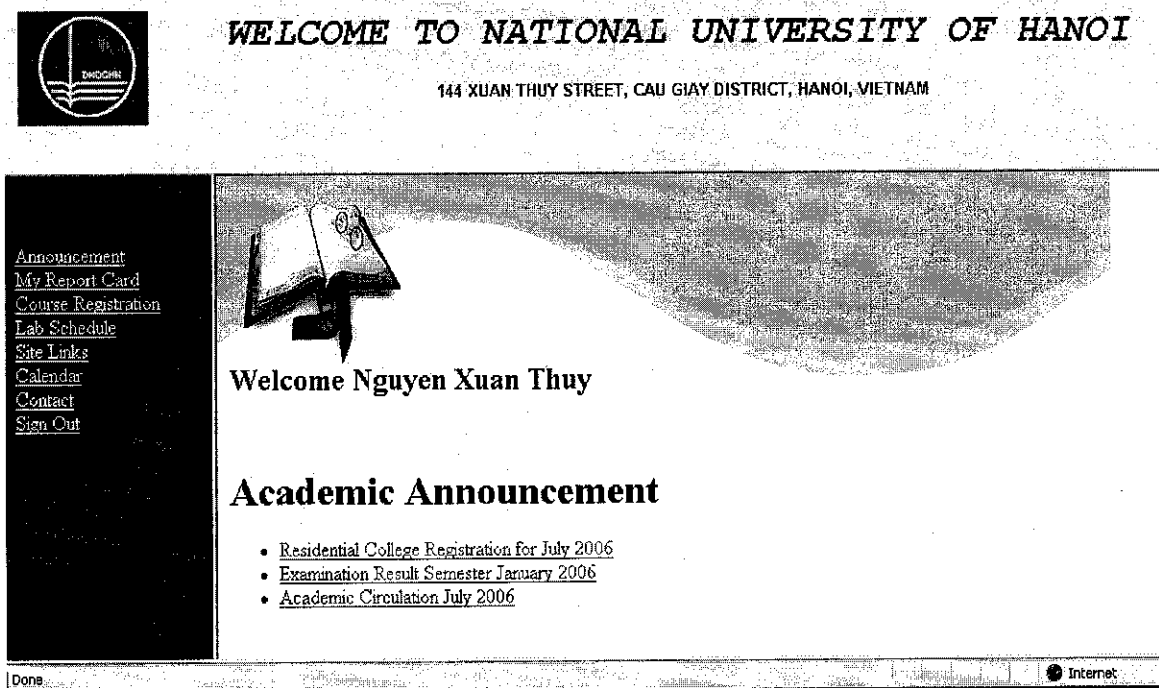 DHQGHN
WELCOME TO NATIONAL UNIVERSITY OF HANOI
144 XUAN THUY STREET, CAU GIAY DISTRICT, HANOI, VIETNAM
Announcement
My Report Card
Course Registration
Lab Schedule
Site Links
Calendar
Contact
Sign Out
Welcome Nguyen Xuan Thuy
Academic Announcement
• Residential College Registration for July 2006
• Examination Result Semester January 2006
• Academic Circulation July 2006
Done
Internet